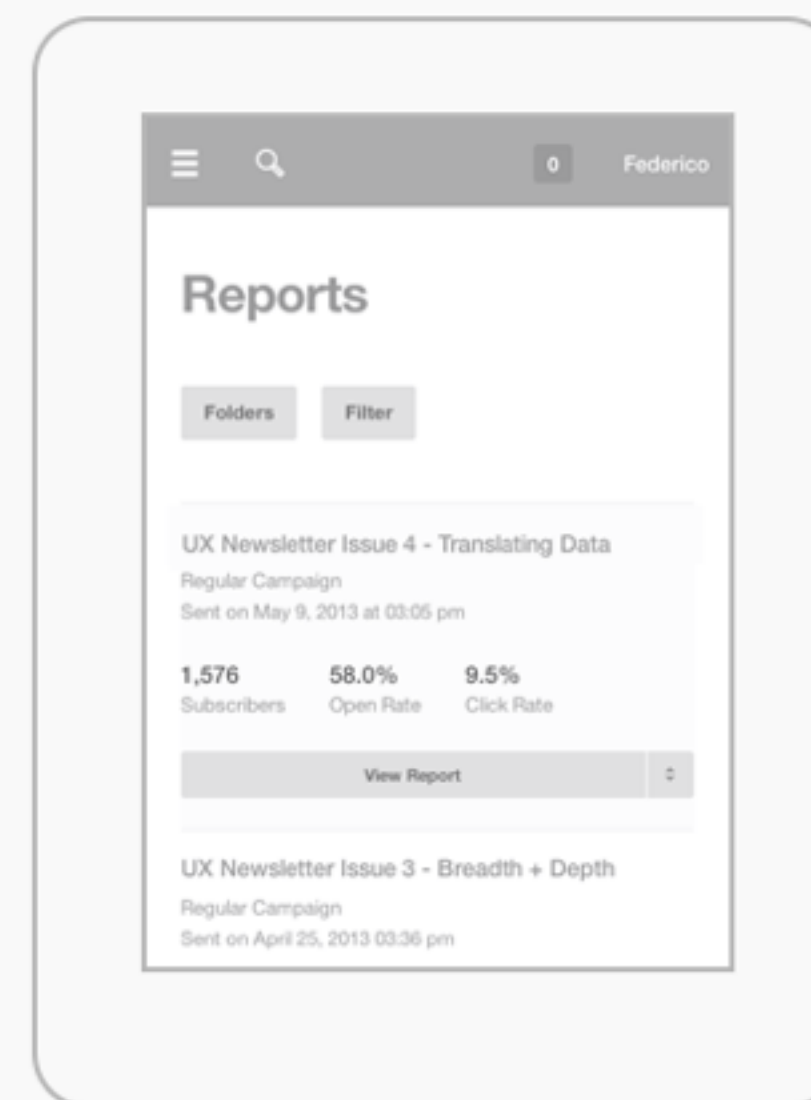 0 Federico
Reports
Folders Filter
UX Newsletter Issue 4 - Translating Data
Regular Campaign
Sent on May 9, 2013 at 03:05 pm
1,576 58.0% 9.5%
Subscribers Open Rate Click Rate
View Report
UX Newsletter Issue 3 - Breadth + Depth
Regular Campaign
Sent on April 25, 2013 03:36 pm